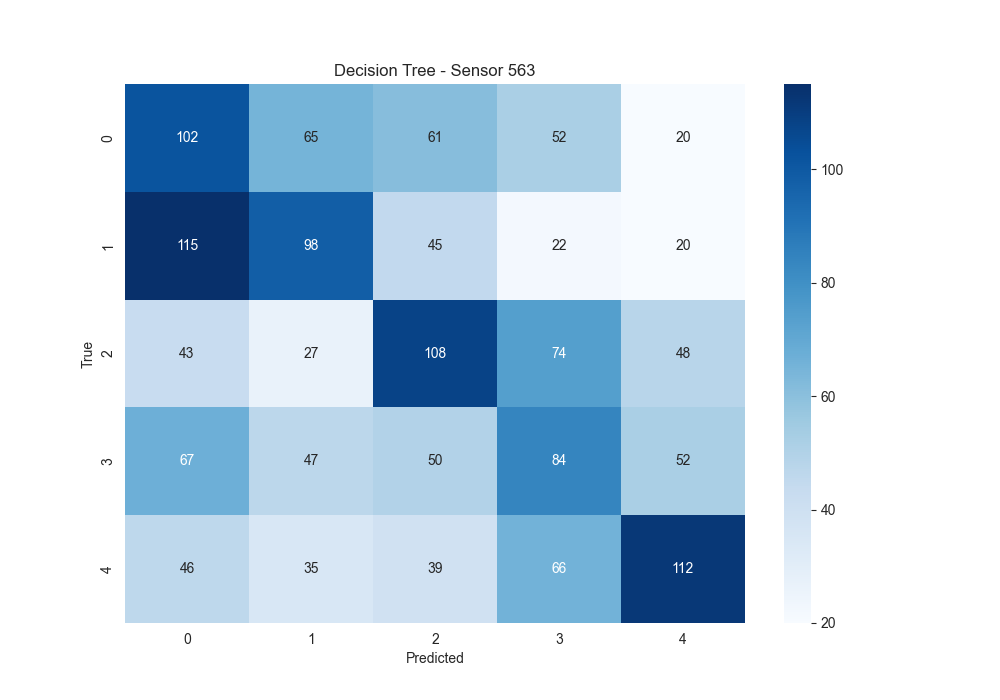 Decision Tree - Sensor 563
0 102 65 61 52 20
1 115 98 45 22 20
2 43 27 108 74 48
3 67 47 50 84 52
4 46 35 39 66 112
0 1 2 3 4
Predicted
True
100
80
60
40
20